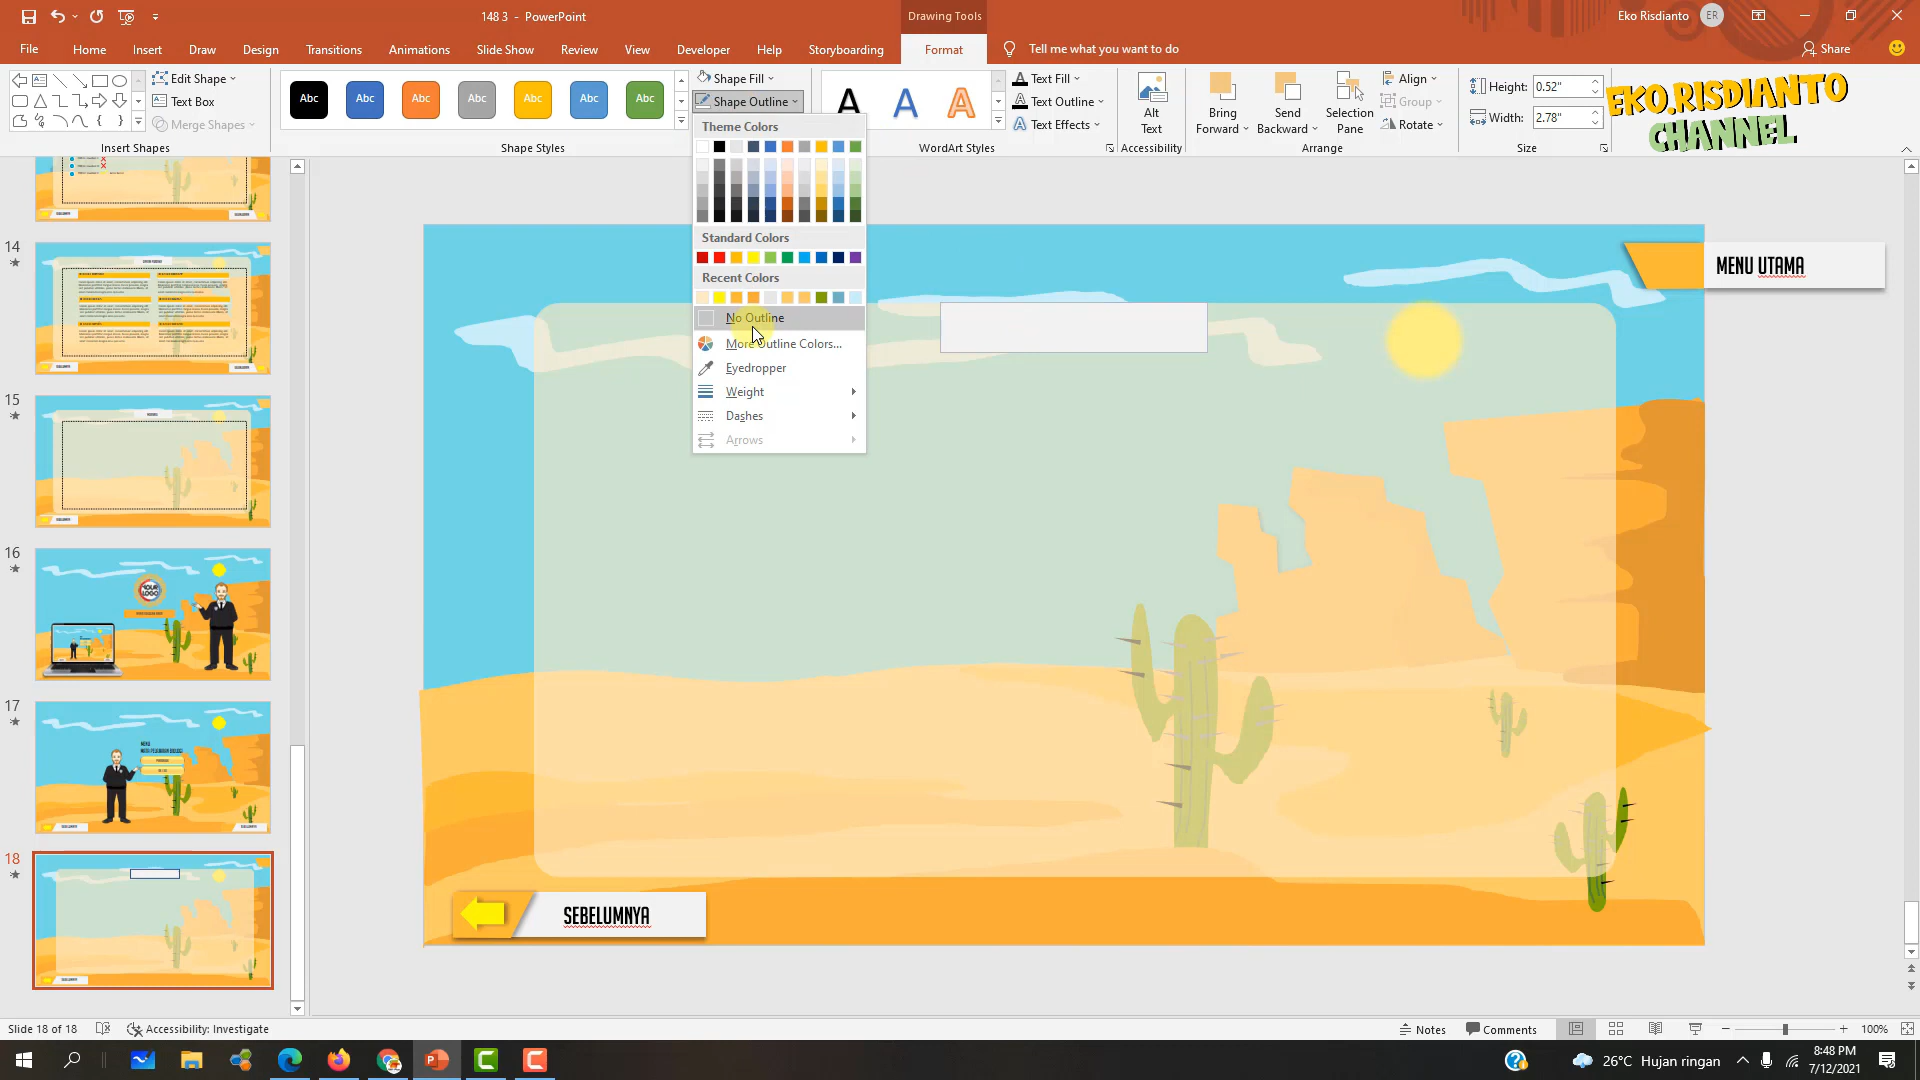 148 3 - PowerPoint
Drawing Tools
Eko Risdianto
ER
File
Home
Insert
Draw
Design
Transitions
Animations
Slide Show
Review
View
Developer
Help
Storyboarding
Format
Tell me what you want to do
Share
Edit Shape
Text Box
Merge Shapes
Insert Shapes
Abc
Abc
Abc
Abc
Abc
Abc
Abc
Shape Styles
Shape Fill
Shape Outline
A
A
A
Text Fill
Text Outline
Text Effects
WordArt Styles
Alt
Text
Accessibility
Bring
Forward
Send
Backward
Selection
Pane
Align
Group
Rotate
Arrange
Height: 0.52"
Width: 2.78"
Size
EKO.RISDIANTO
CHANNEL
Theme Colors
Standard Colors
Recent Colors
No Outline
More Outline Colors...
Eyedropper
Weight
Dashes
Arrows
14
15
16
YOUR
LOGO
17
18
MENU UTAMA
SEBELUMNYA
Slide 18 of 18
Accessibility: Investigate
Notes
Comments
100%
26°C Hujan ringan
8:48 PM
7/12/2021